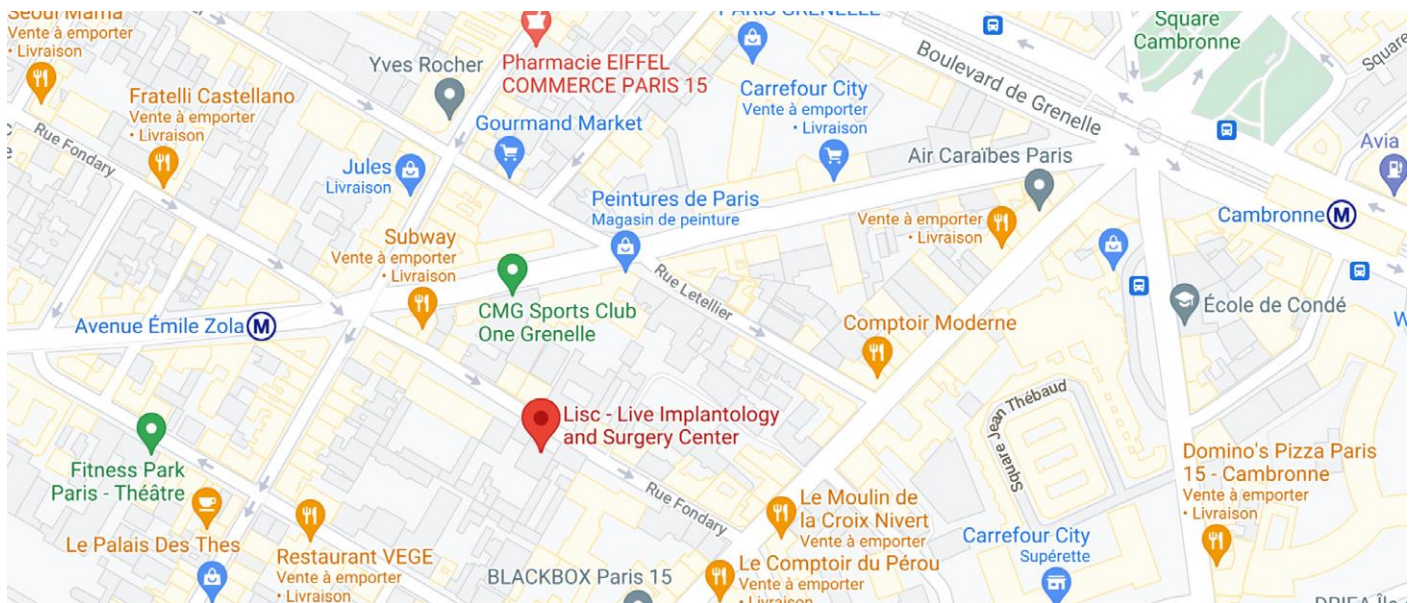 Seoul Mama
Vente à emporter
• Livraison
Pharmacie EIFFEL
COMMERCE PARIS 15
PARIS GRENELLE
Square
Cambronne
Square
Boulevard de Grenelle
Yves Rocher
Fratelli Castellano
Vente à emporter
• Livraison
Rue Fondary
Gourmand Market
Carrefour City
Vente à emporter
• Livraison
Air Caraïbes Paris
Avia
Jules
Livraison
Peintures de Paris
Magasin de peinture
Vente à emporter
• Livraison
Cambronne
M
Subway
Vente à emporter
• Livraison
Rue Letellier
CMG Sports Club
One Grenelle
Avenue Émile Zola
M
Comptoir Moderne
École de Condé
W
Lisc - Live Implantology
and Surgery Center
Square Jean Thébaud
Fitness Park
Paris - Théâtre
Domino's Pizza Paris
15 - Cambronne
Vente à emporter
• Livraison
Rue Fondary
Le Moulin de
la Croix Nivert
Vente à emporter
Le Palais Des Thes
Restaurant VEGE
Vente à emporter
• Livraison
BLACKBOX Paris 15
Le Comptoir du Pérou
Vente à emporter
• Livraison
Carrefour City
Supérette